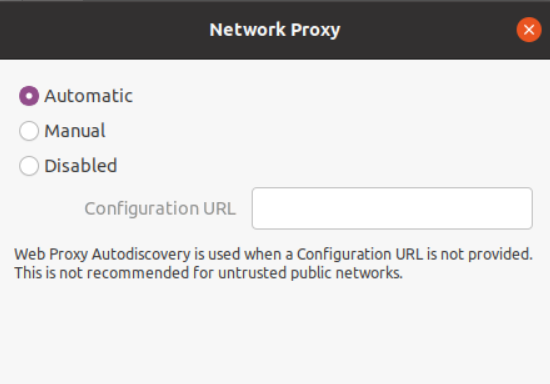 Network Proxy
Automatic
Manual
Disabled
Configuration URL
Web Proxy Autodiscovery is used when a Configuration URL is not provided.
This is not recommended for untrusted public networks.